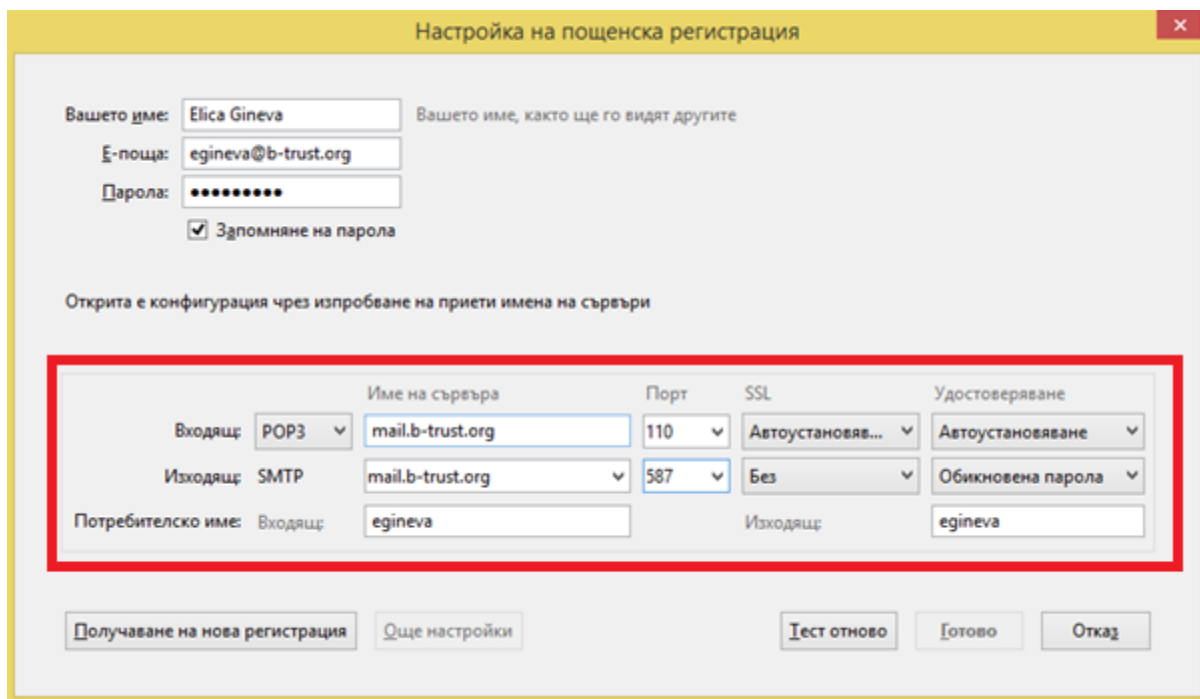 Настройка на пощенска регистрация
Вашето име: Elica Gineva Вашето име, както ще го видят другите
Е-поща: egineva@b-trust.org
Парола: •••••••••
Запомняне на парола
Открита е конфигурация чрез изпробване на приети имена на сървъри
Име на сървъра Порт SSL Удостоверяване
Входящ: POP3 mail.b-trust.org 110 Автоустановяв... Автоустановяване
Изходящ: SMTP mail.b-trust.org 587 Без Обикновена парола
Потребителско име: Входящ: egineva Изходящ: egineva
Получаване на нова регистрация Още настройки Тест отново Готово Отказ